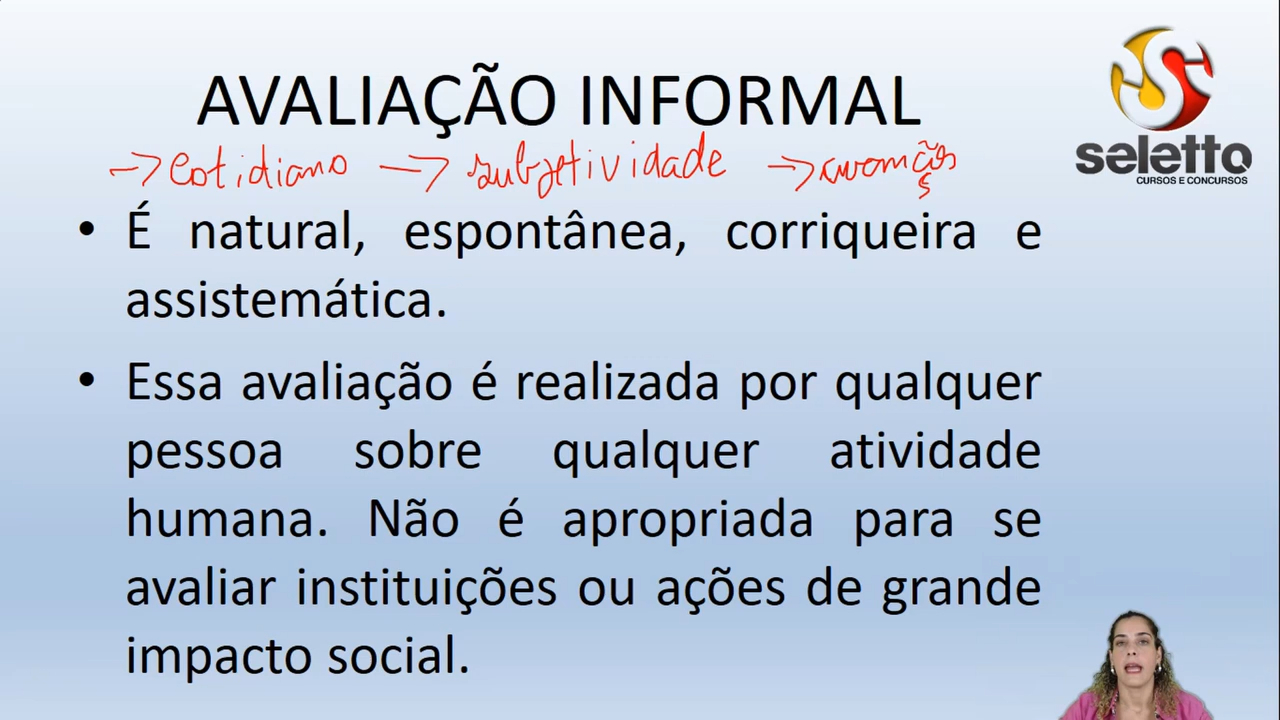 AVALIAÇÃO INFORMAL
seletto
CURSOS E CONCURSOS
→ cotidiano → subjetividade →
• É natural, espontânea, corriqueira e
assistemática.
• Essa avaliação é realizada por qualquer
pessoa sobre qualquer atividade
humana. Não é apropriada para se
avaliar instituições ou ações de grande
impacto social.